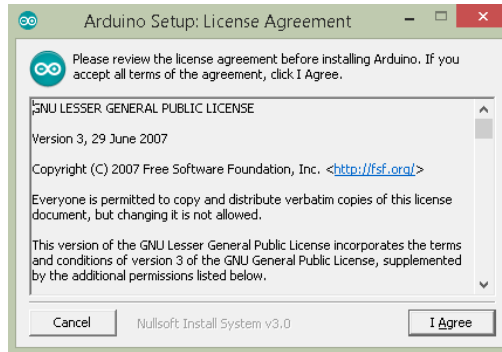 Arduino Setup: License Agreement
Please review the license agreement before installing Arduino. If you
accept all terms of the agreement, click I Agree.
GNU LESSER GENERAL PUBLIC LICENSE
Version 3, 29 June 2007
Copyright (C) 2007 Free Software Foundation, Inc. <http://fsf.org/>
Everyone is permitted to copy and distribute verbatim copies of this license
document, but changing it is not allowed.
This version of the GNU Lesser General Public License incorporates the terms
and conditions of version 3 of the GNU General Public License, supplemented
by the additional permissions listed below.
Cancel
Nullsoft Install System v3.0
I Agree